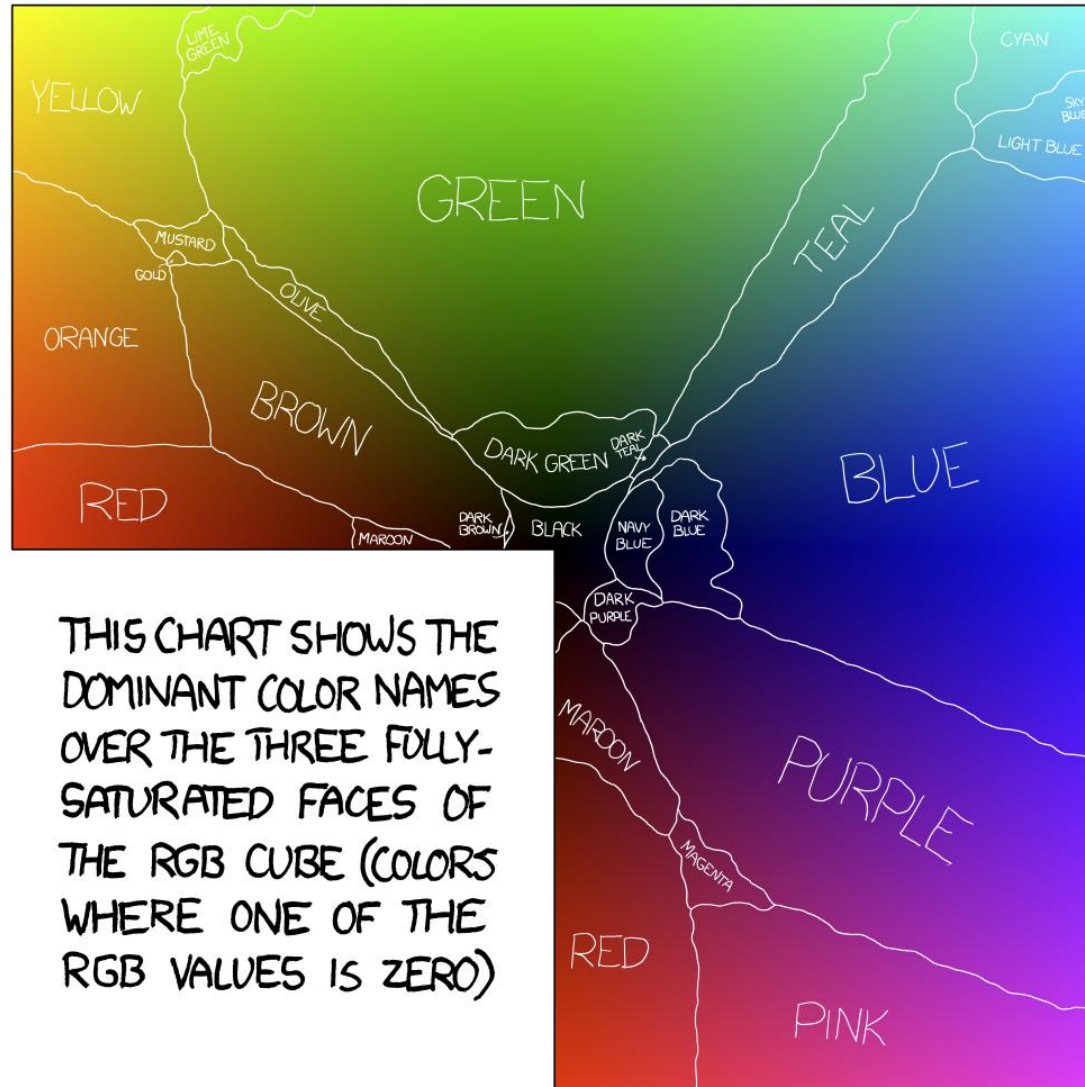 LIME
GREEN
CYAN
YELLOW
SKY
BLUE
LIGHT BLUE
GREEN
TEAL
MUSTARD
GOLD
OLIVE
ORANGE
BROWN
DARK GREEN
DARK
TEAL
BLUE
RED
MAROON
DARK
BROWN
BLACK
NAVY
BLUE
DARK
BLUE
DARK
PURPLE
MAROON
PURPLE
MAGENTA
RED
PINK
THIS CHART SHOWS THE
DOMINANT COLOR NAMES
OVER THE THREE FULLY-
SATURATED FACES OF
THE RGB CUBE (COLORS
WHERE ONE OF THE
RGB VALUES IS ZERO)